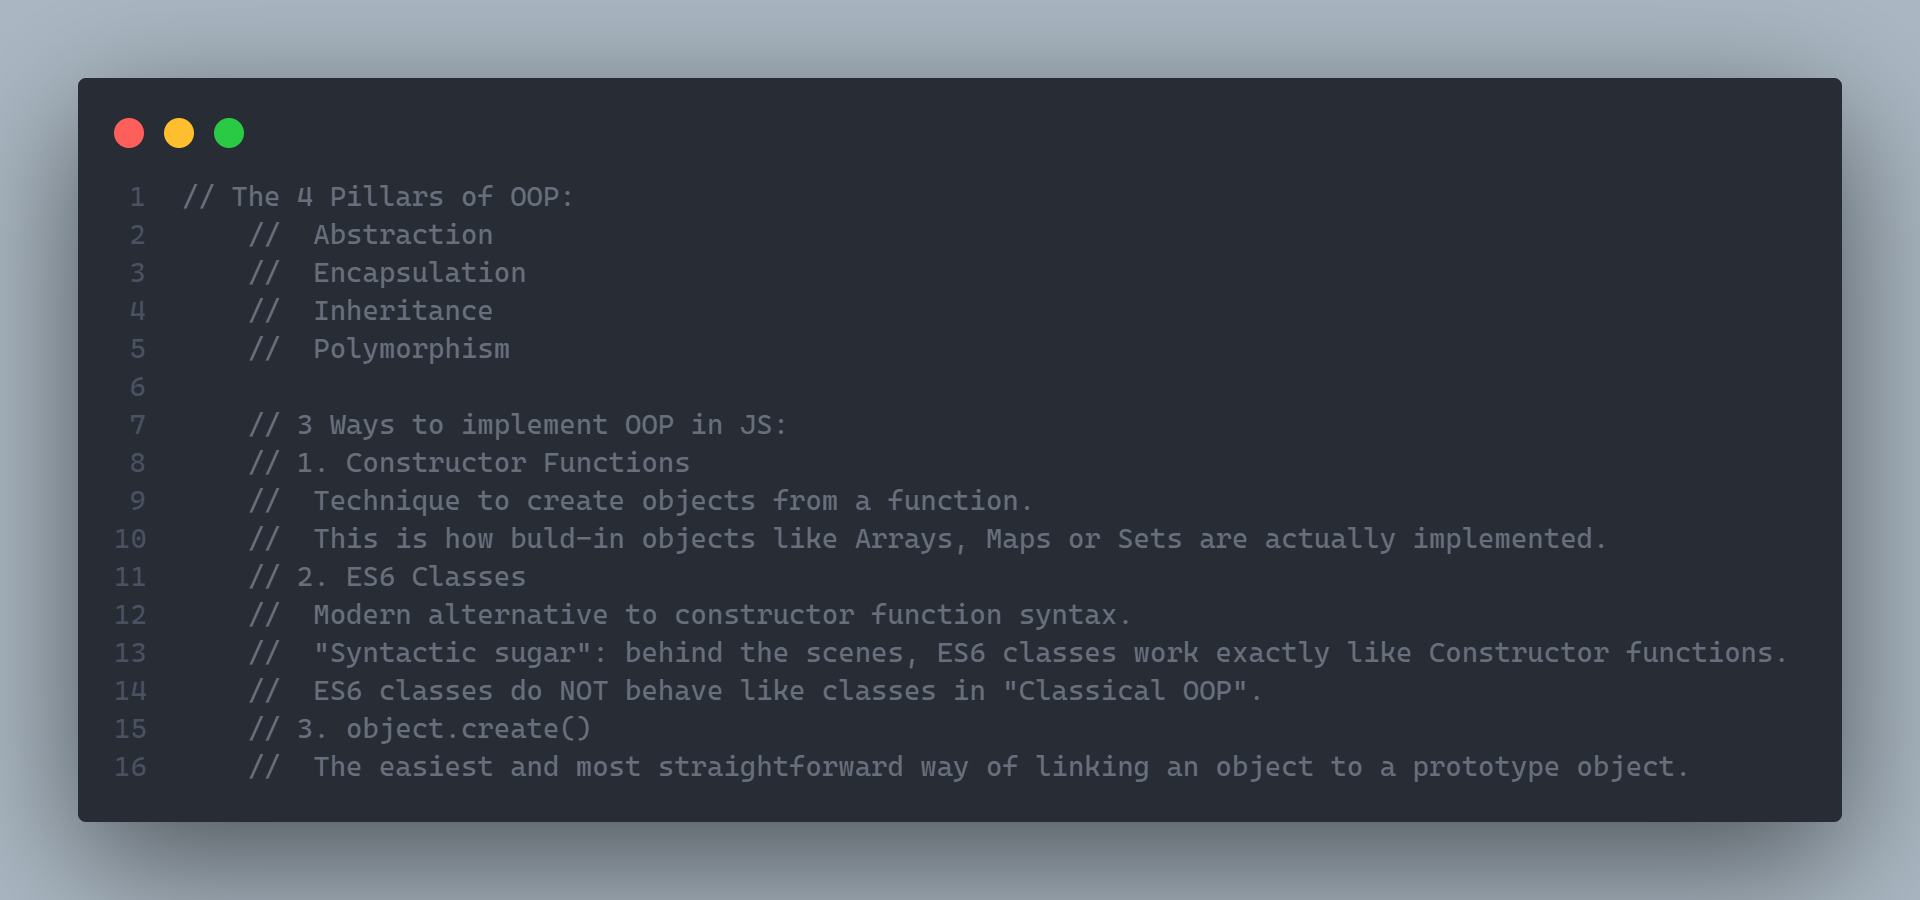 1 // The 4 Pillars of OOP:
2 // Abstraction
3 // Encapsulation
4 // Inheritance
5 // Polymorphism
6
7 // 3 Ways to implement OOP in JS:
8 // 1. Constructor Functions
9 // Technique to create objects from a function.
10 // This is how buld-in objects like Arrays, Maps or Sets are actually implemented.
11 // 2. ES6 Classes
12 // Modern alternative to constructor function syntax.
13 // "Syntactic sugar": behind the scenes, ES6 classes work exactly like Constructor functions.
14 // ES6 classes do NOT behave like classes in "Classical OOP".
15 // 3. object.create()
16 // The easiest and most straightforward way of linking an object to a prototype object.